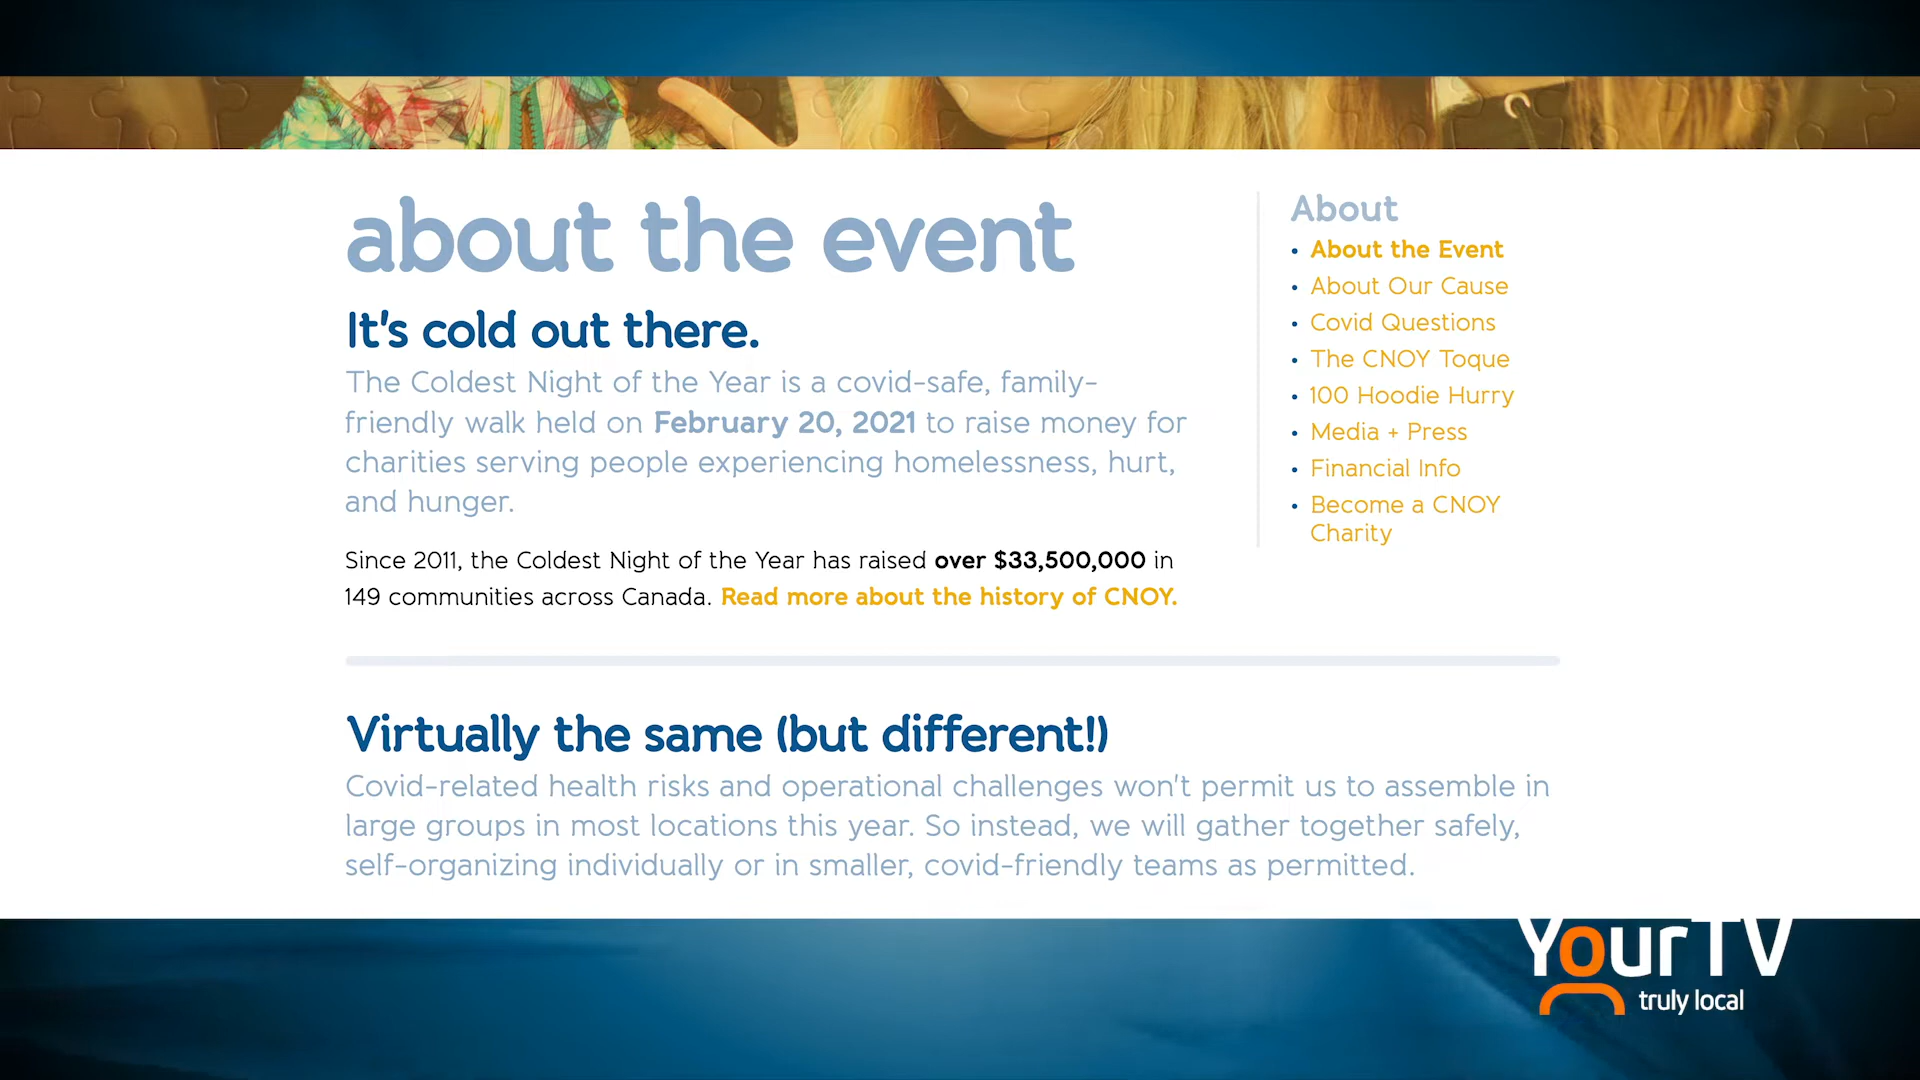 about the event
It's cold out there.
The Coldest Night of the Year is a covid-safe, family-
friendly walk held on February 20, 2021 to raise money for
charities serving people experiencing homelessness, hurt,
and hunger.
Since 2011, the Coldest Night of the Year has raised over $33,500,000 in
149 communities across Canada. Read more about the history of CNOY.
About
• About the Event
• About Our Cause
• Covid Questions
• The CNOY Toque
• 100 Hoodie Hurry
• Media + Press
• Financial Info
• Become a CNOY
Charity
Virtually the same (but different!)
Covid-related health risks and operational challenges won't permit us to assemble in
large groups in most locations this year. So instead, we will gather together safely,
self-organizing individually or in smaller, covid-friendly teams as permitted.
YourTV
truly local